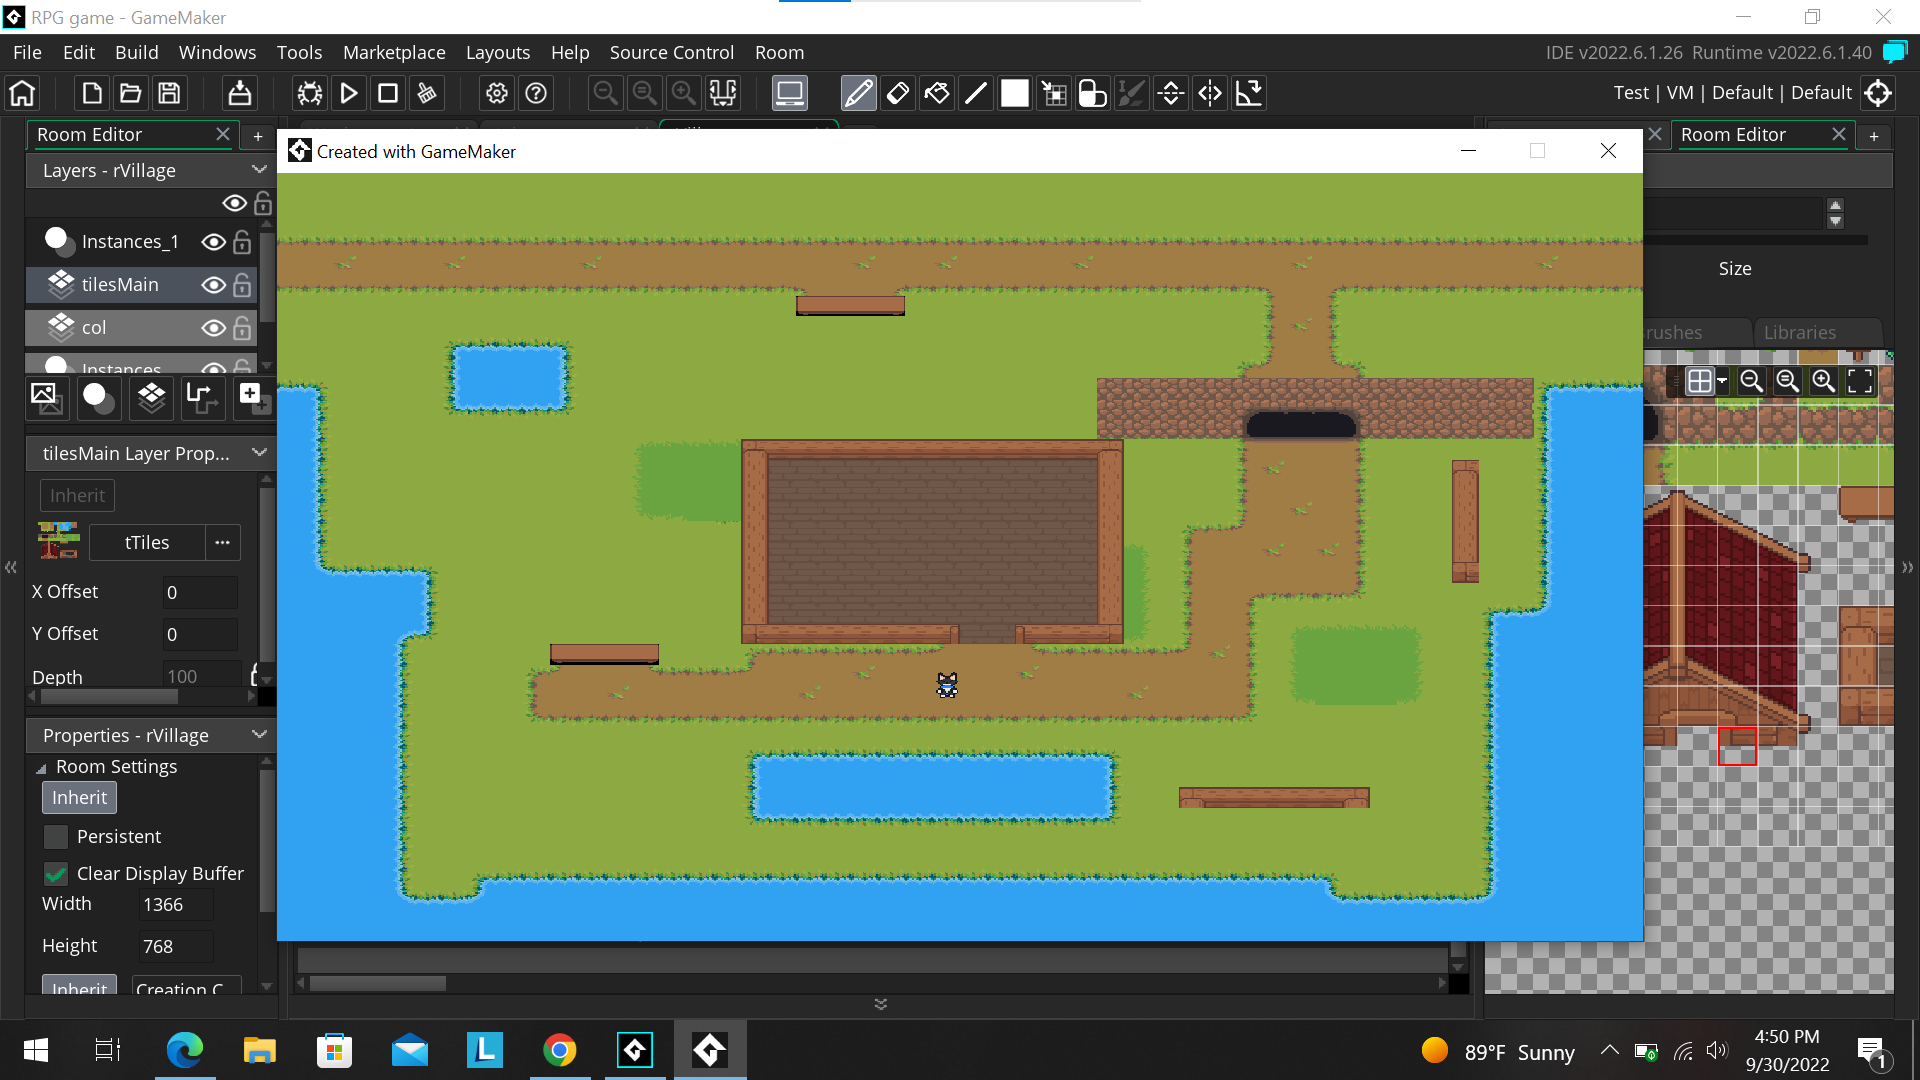 RPG game - GameMaker
File Edit Build Windows Tools Marketplace Layouts Help Source Control Room
IDE v2022.6.1.26 Runtime v2022.6.1.40
Test | VM | Default | Default
Room Editor
+
Created with GameMaker
Room Editor
+
Layers - rVillage
Instances_1
tilesMain
col
Instances
Size
Libraries
tilesMain Layer Prop...
Inherit
tTiles
...
X Offset 0
Y Offset 0
Depth 100
Properties - rVillage
Room Settings
Inherit
Persistent
Clear Display Buffer
Width 1366
Height 768
Inherit
Creation C
L
89°F Sunny
4:50 PM
9/30/2022
1